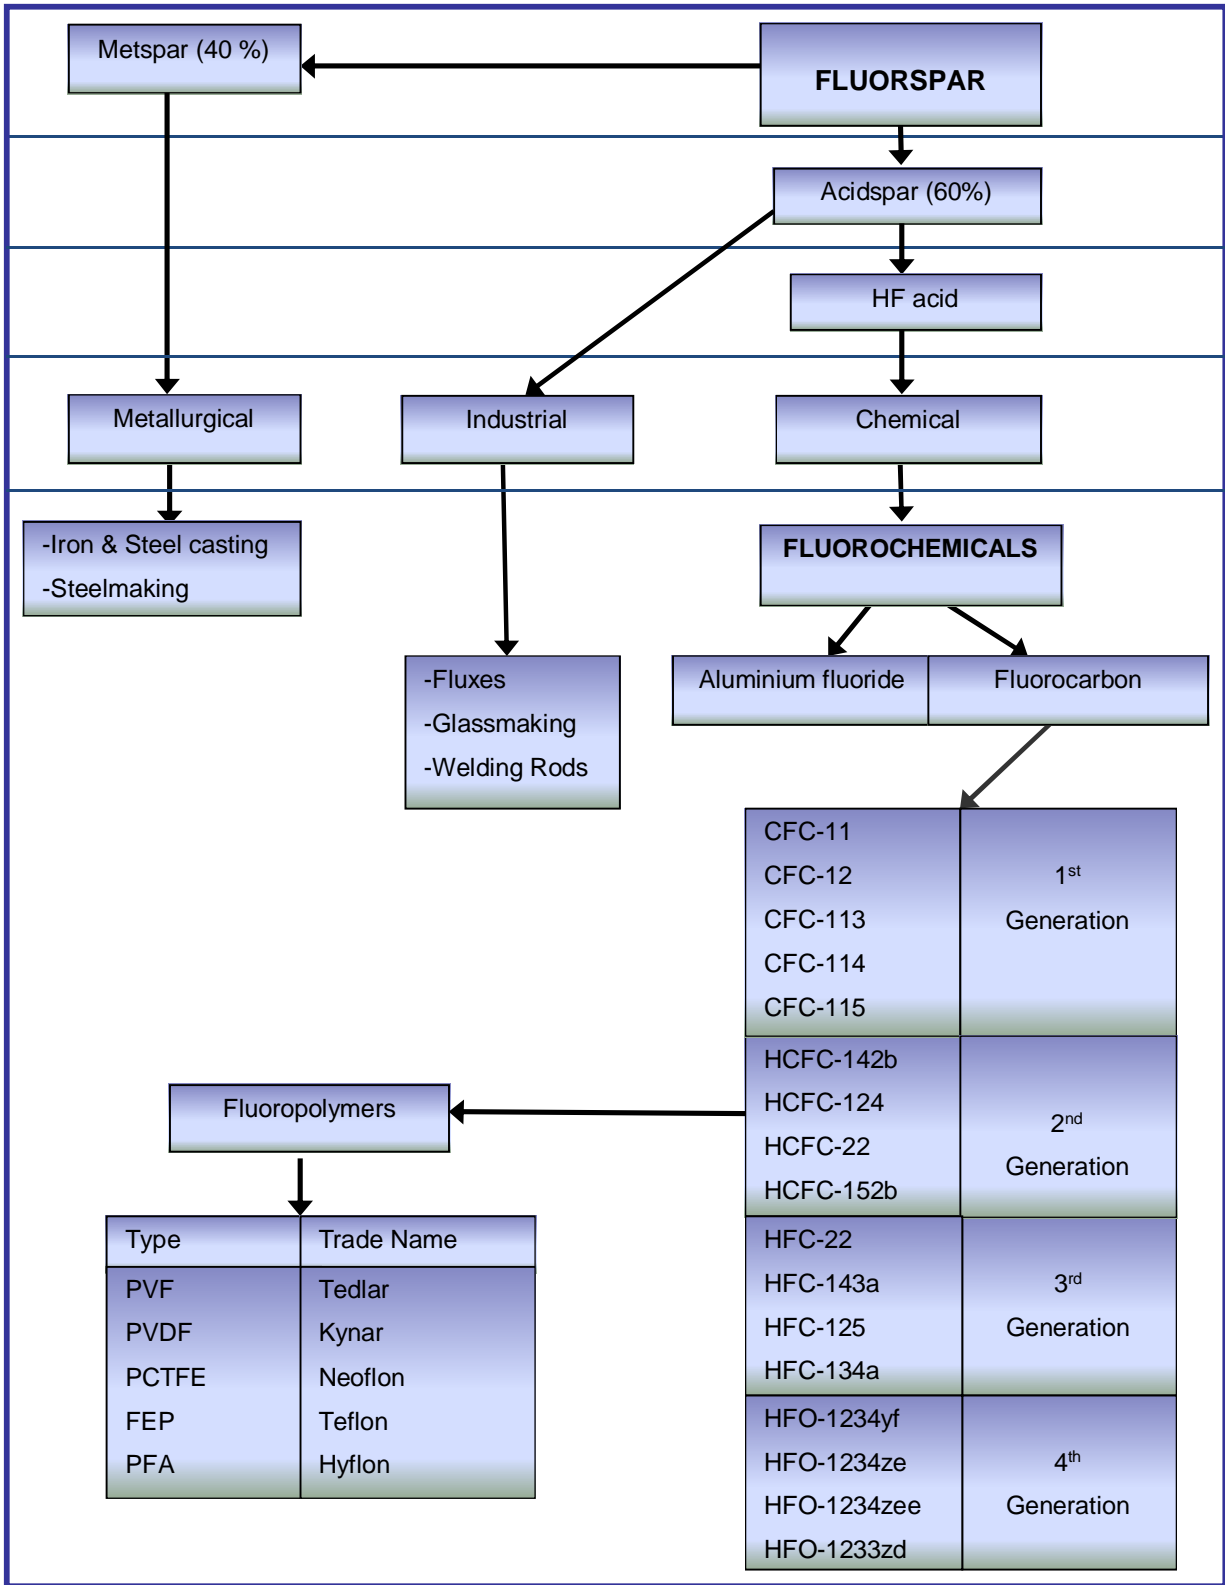 Metspar (40 %)
FLUORSPAR
Acidspar (60%)
HF acid
Metallurgical
Industrial
Chemical
-Iron & Steel casting
-Steelmaking
FLUOROCHEMICALS
-Fluxes
-Glassmaking
-Welding Rods
Aluminium fluoride
Fluorocarbon
CFC-11
CFC-12
CFC-113
CFC-114
CFC-115
1st
Generation
HCFC-142b
HCFC-124
HCFC-22
HCFC-152b
2nd
Generation
Fluoropolymers
HFC-22
HFC-143a
HFC-125
HFC-134a
3rd
Generation
Type Trade Name
PVF Tedlar
PVDF Kynar
PCTFE Neoflon
FEP Teflon
PFA Hyflon
HFO-1234yf
HFO-1234ze
HFO-1234zee
HFO-1233zd
4th
Generation